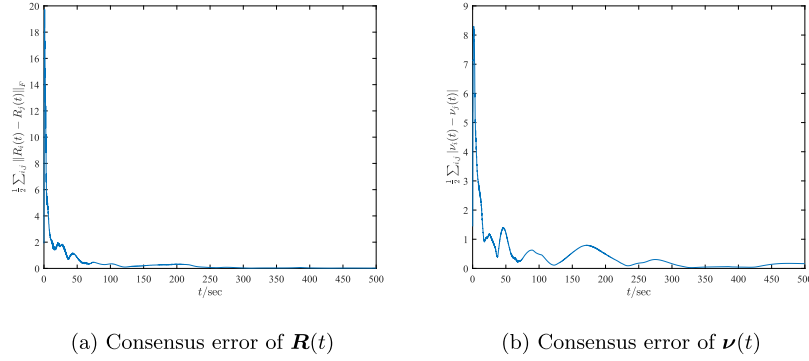 20
18
16
14
12
10
8
6
4
2
0
0 50 100 150 200 250 300 350 400 450 500
t/sec
½ ∑_{i,j} ||R_i(t) − R_j(t)||_F
(a) Consensus error of R(t)
9
8
7
6
5
4
3
2
1
0
0 50 100 150 200 250 300 350 400 450 500
t/sec
½ ∑_{i,j} |ν_i(t) − ν_j(t)|
(b) Consensus error of ν(t)